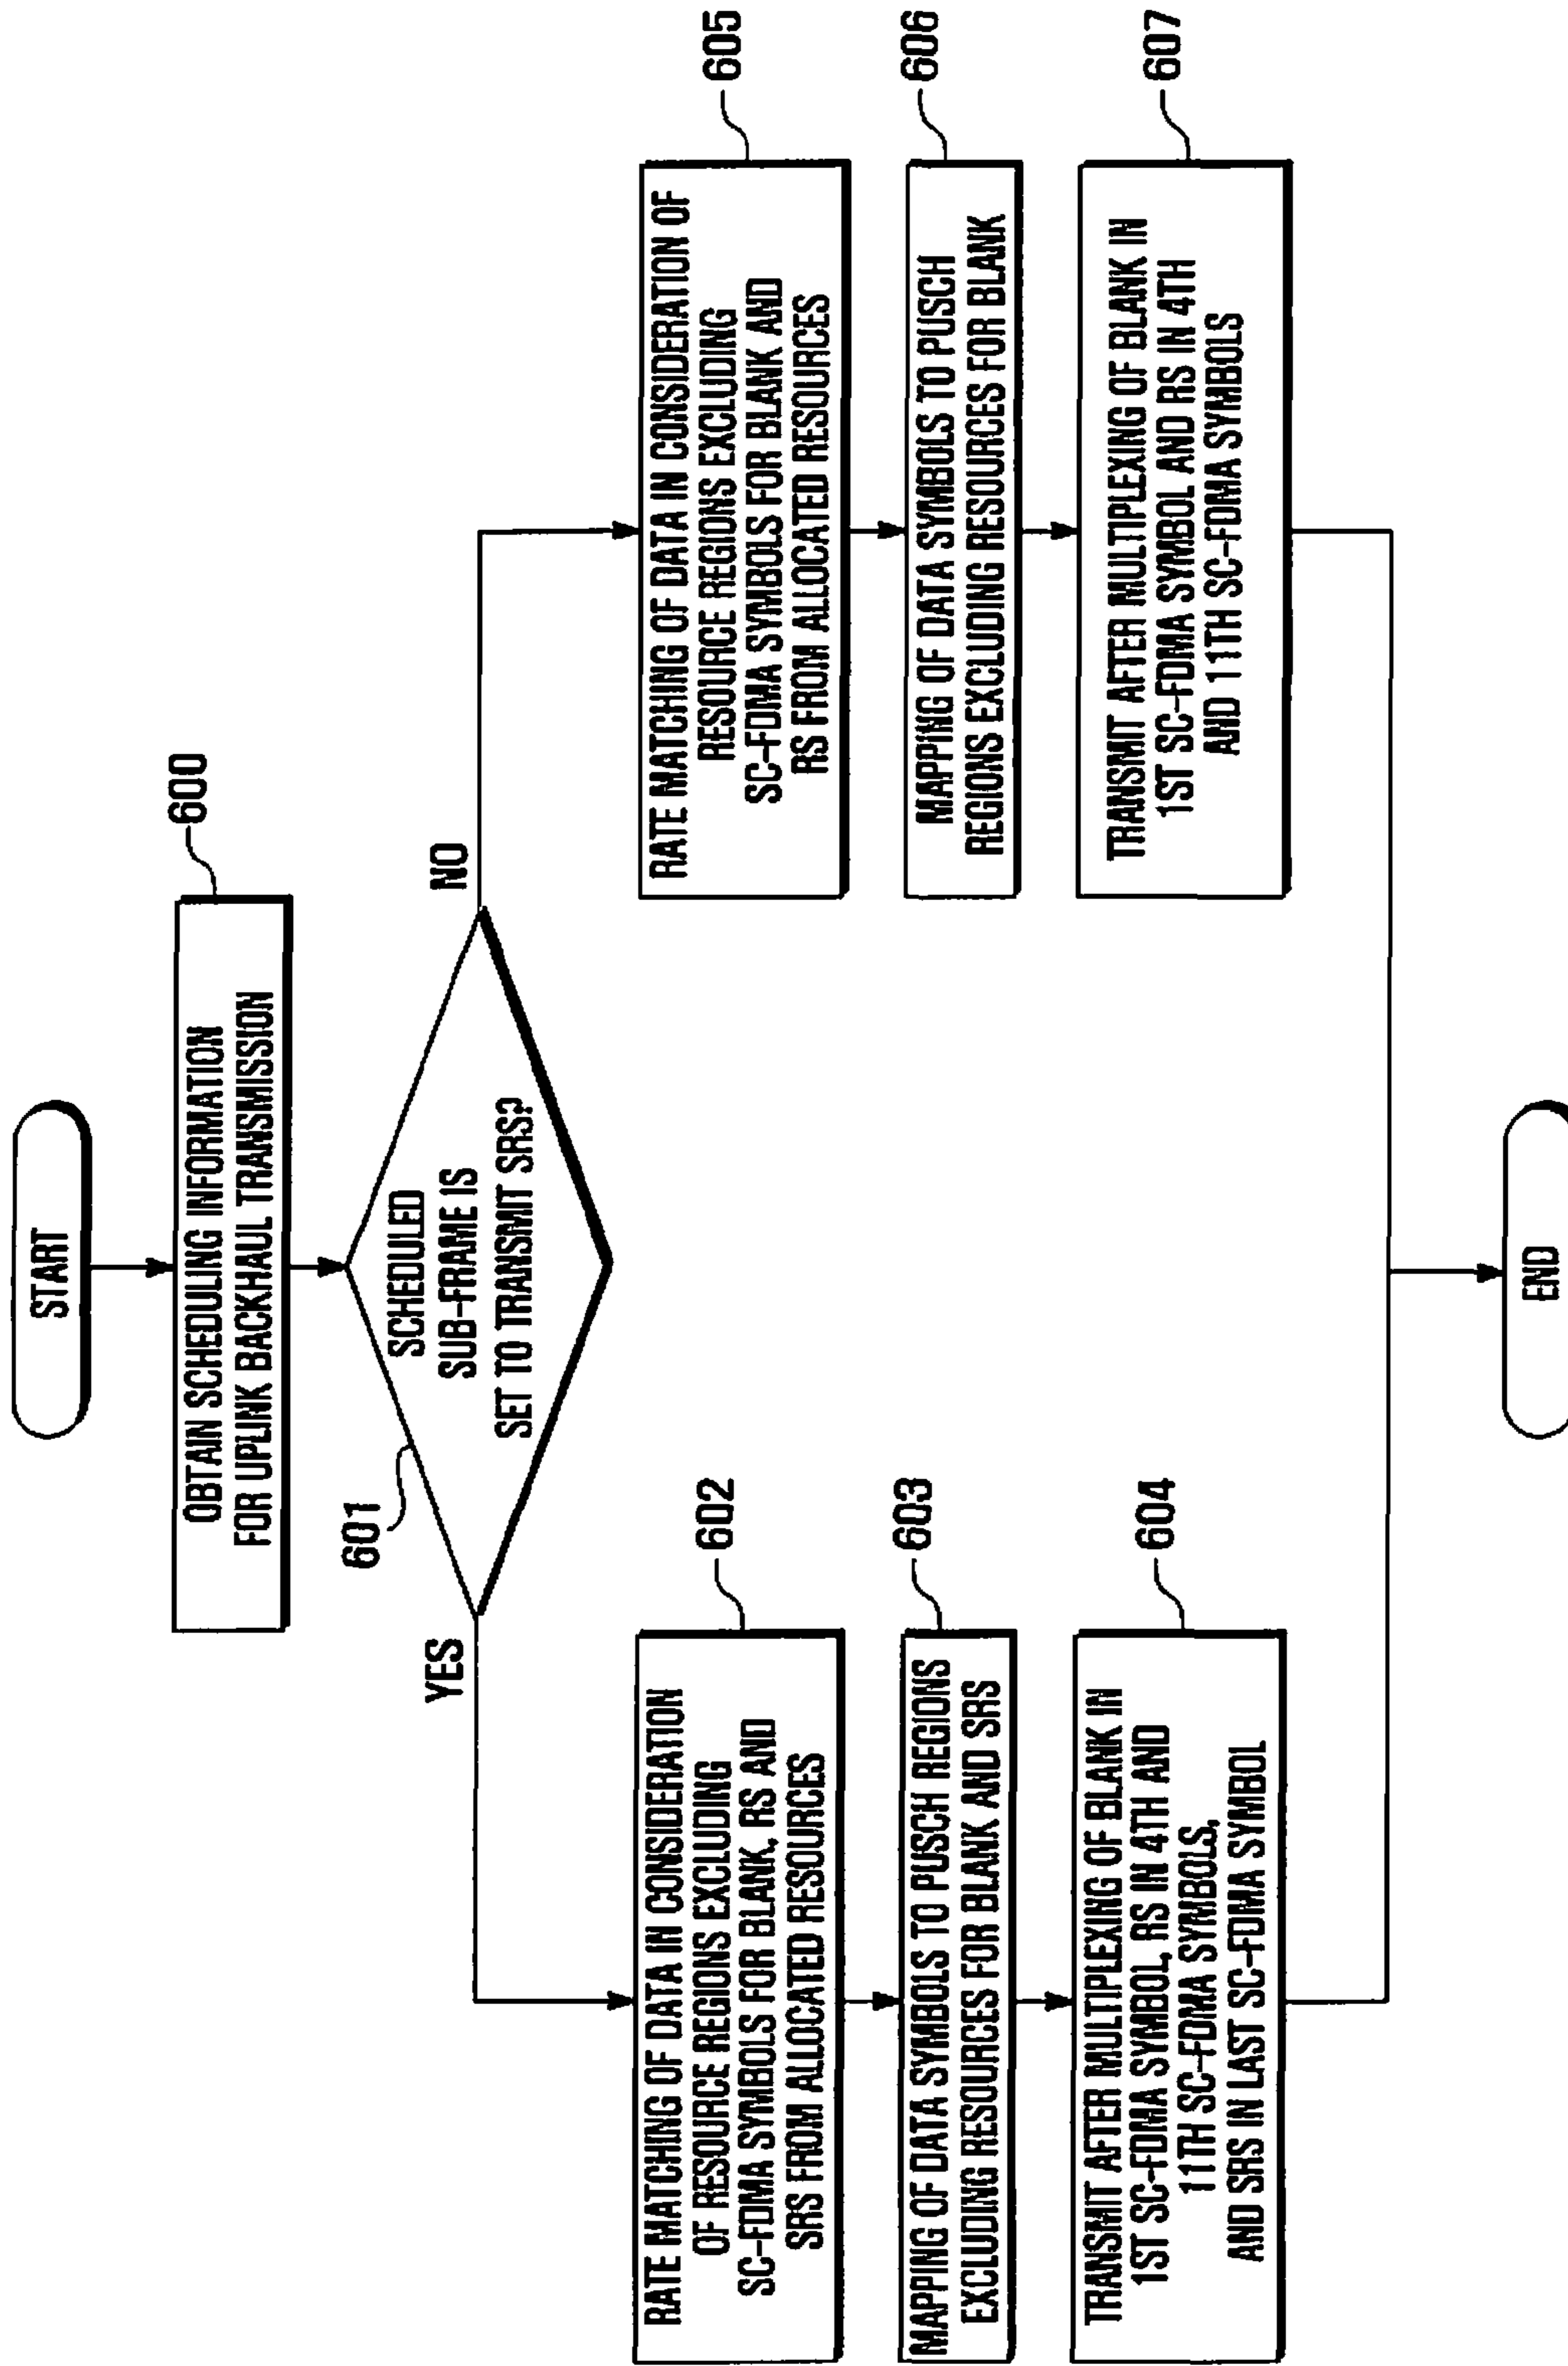 START
OBTAIN SCHEDULING INFORMATION
FOR UPLINK BACKHAUL TRANSMISSION
600
601
SCHEDULED
SUB-FRAME IS
SET TO TRANSMIT SRS?
YES
NO
RATE MATCHING OF DATA IN CONSIDERATION
OF RESOURCE REGIONS EXCLUDING
SC-FDMA SYMBOLS FOR BLANK, RS AND
SRS FROM ALLOCATED RESOURCES
602
MAPPING OF DATA SYMBOLS TO PUSCH REGIONS
EXCLUDING RESOURCES FOR BLANK AND SRS
603
TRANSMIT AFTER MULTIPLEXING OF BLANK IN
1ST SC-FDMA SYMBOL, RS IN 4TH AND
11TH SC-FDMA SYMBOLS,
AND SRS IN LAST SC-FDMA SYMBOL
604
RATE MATCHING OF DATA IN CONSIDERATION OF
RESOURCE REGIONS EXCLUDING
SC-FDMA SYMBOLS FOR BLANK AND
RS FROM ALLOCATED RESOURCES
605
MAPPING OF DATA SYMBOLS TO PUSCH
REGIONS EXCLUDING RESOURCES FOR BLANK
606
TRANSMIT AFTER MULTIPLEXING OF BLANK IN
1ST SC-FDMA SYMBOL AND RS IN 4TH
AND 11TH SC-FDMA SYMBOLS
607
END